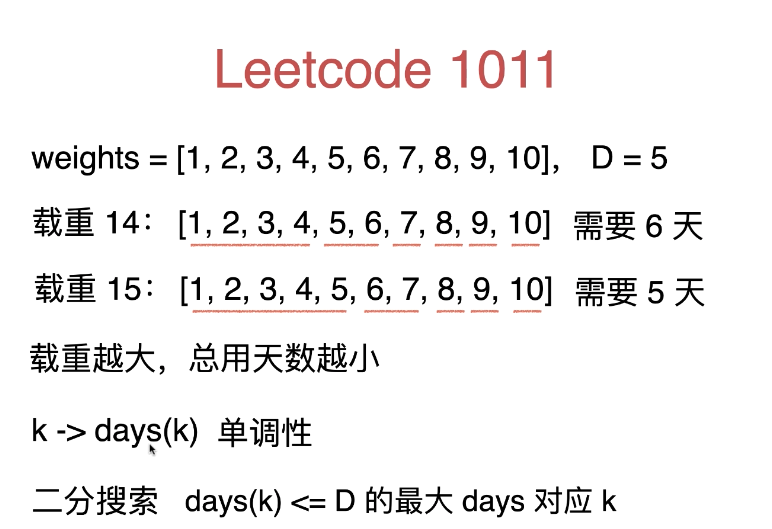 Leetcode 1011
weights = [1, 2, 3, 4, 5, 6, 7, 8, 9, 10], D = 5
载重 14： [1, 2, 3, 4, 5, 6, 7, 8, 9, 10] 需要 6 天
载重 15： [1, 2, 3, 4, 5, 6, 7, 8, 9, 10] 需要 5 天
载重越大，总用天数越小
k -> days(k) 单调性
二分搜索 days(k) <= D 的最大 days 对应 k